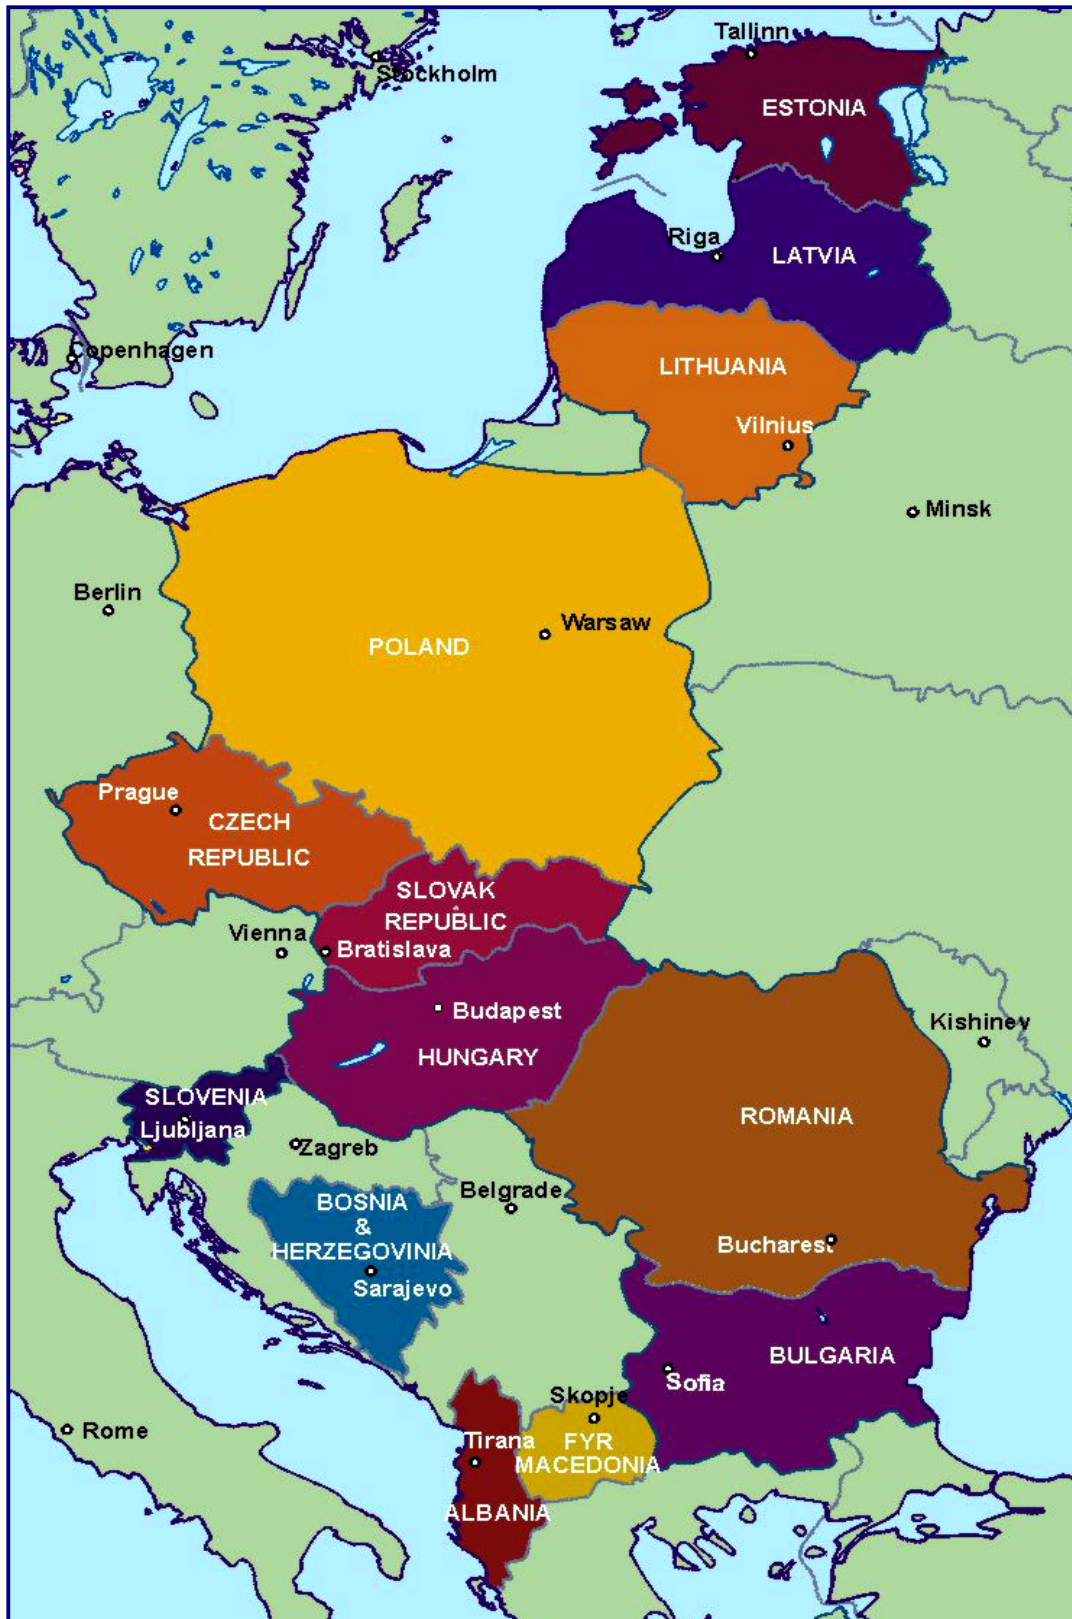 Tallinn
Stockholm
ESTONIA
Riga
LATVIA
Copenhagen
LITHUANIA
Vilnius
Minsk
Berlin
Warsaw
POLAND
Prague
CZECH
REPUBLIC
SLOVAK
REPUBLIC
Vienna
Bratislava
Budapest
Kishinev
HUNGARY
SLOVENIA
Ljubljana
ROMANIA
Zagreb
Belgrade
BOSNIA
&
HERZEGOVINIA
Sarajevo
Bucharest
BULGARIA
Sofia
Skopje
Rome
Tirana
FYR
MACEDONIA
ALBANIA